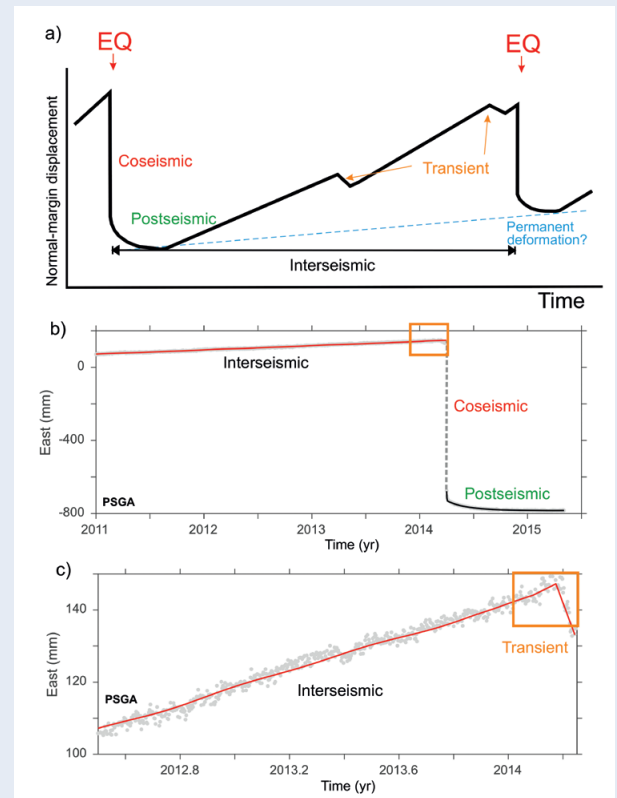 a)
EQ
EQ
Normal-margin displacement
Coseismic
Transient
Postseismic
Permanent
deformation?
Interseismic
Time
b)
East (mm)
0
-400
-800
Interseismic
Coseismic
Postseismic
PSGA
2011 2012 2013 2014 2015
Time (yr)
c)
East (mm)
140
120
100
Transient
Interseismic
PSGA
2012.8 2013.2 2013.6 2014
Time (yr)